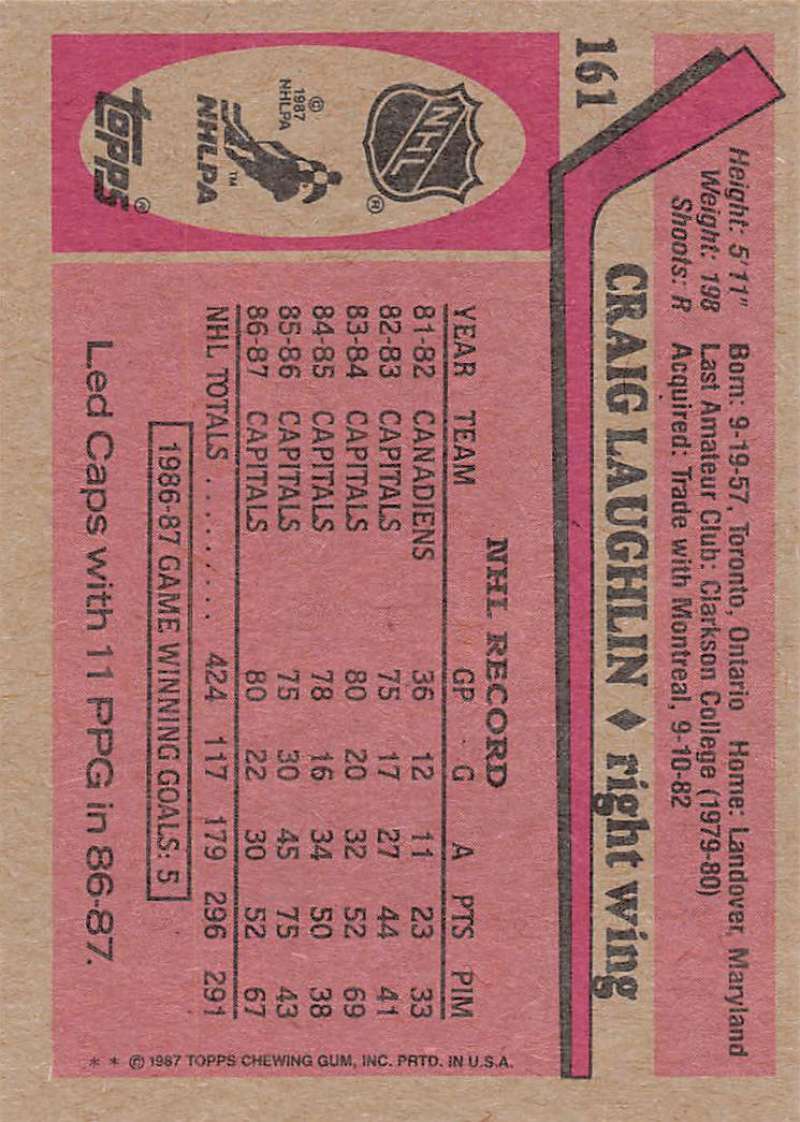 161
Height: 5'11" Born: 9-19-57, Toronto, Ontario Home: Landover, Maryland
Weight: 198 Last Amateur Club: Clarkson College (1979-80)
Shoots: R Acquired: Trade with Montreal, 9-10-82
CRAIG LAUGHLIN ♦ right wing
NHL
®
© 1987 NHLPA
™
NHLPA
TOPPS®
NHL RECORD
YEAR TEAM GP G A PTS PIM
81-82 CANADIENS 36 12 11 23 33
82-83 CAPITALS 75 17 27 44 41
83-84 CAPITALS 80 20 32 52 69
84-85 CAPITALS 78 16 34 50 38
85-86 CAPITALS 75 30 45 75 43
86-87 CAPITALS 80 22 30 52 67
NHL TOTALS ........ 424 117 179 296 291
1986-87 GAME WINNING GOALS: 5
Led Caps with 11 PPG in 86-87.
* * © 1987 TOPPS CHEWING GUM, INC. PRTD. IN U.S.A.